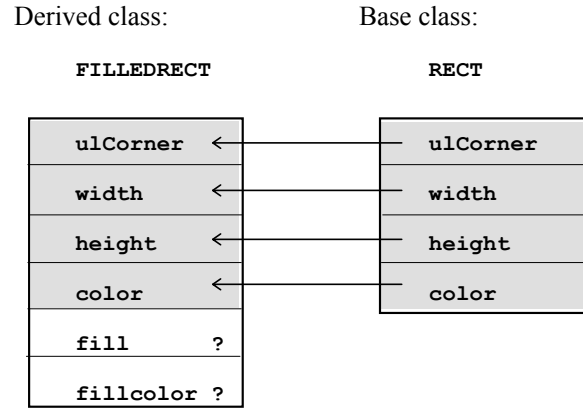 Derived class: Base class:
FILLEDRECT RECT
ulCorner ulCorner
width width
height height
color color
fill ?
fillcolor ?